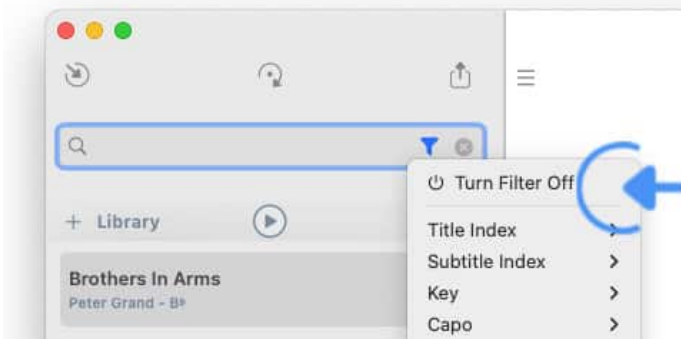 Turn Filter Off
+ Library
Title Index
Subtitle Index
Brothers In Arms
Key
Peter Grand - B♭
Capo